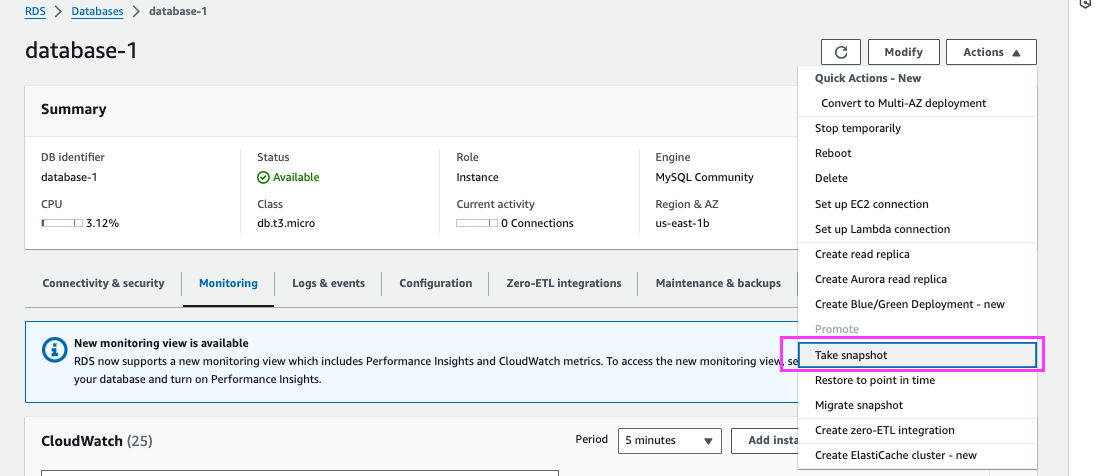 RDS > Databases > database-1
database-1
Modify
Actions
Quick Actions - New
Convert to Multi-AZ deployment
Stop temporarily
Reboot
Delete
Set up EC2 connection
Set up Lambda connection
Create read replica
Create Aurora read replica
Create Blue/Green Deployment - new
Promote
Take snapshot
Restore to point in time
Migrate snapshot
Create zero-ETL integration
Create ElastiCache cluster - new
Summary
DB identifier
database-1
Status
Available
Role
Instance
Engine
MySQL Community
CPU
3.12%
Class
db.t3.micro
Current activity
0 Connections
Region & AZ
us-east-1b
Connectivity & security
Monitoring
Logs & events
Configuration
Zero-ETL integrations
Maintenance & backups
New monitoring view is available
RDS now supports a new monitoring view which includes Performance Insights and CloudWatch metrics. To access the new monitoring view,
your database and turn on Performance Insights.
CloudWatch (25)
Period
5 minutes
Add